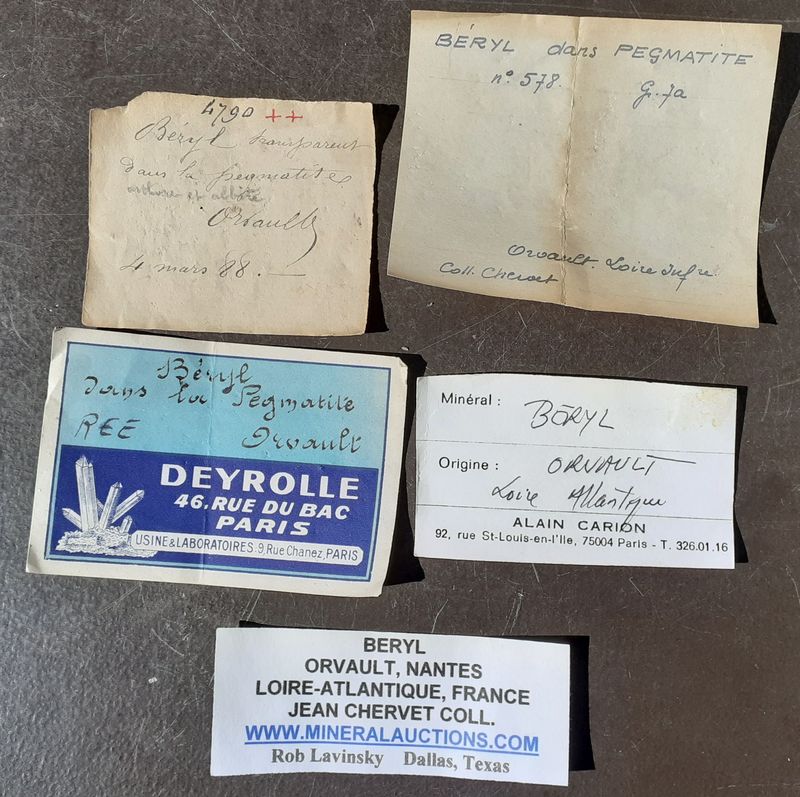 4790 ++
Béryl transparent
dans la pegmatite
orthose et albite
Orvault
4 mars 88. —
BÉRYL dans PEGMATITE
n° 578. G.7a
Orvault. Loire Infre
Coll. Chervet
Béryl
dans la Pegmatite
REE Orvault
DEYROLLE
46, RUE DU BAC
PARIS
USINE & LABORATOIRES. 9, Rue Chanez, PARIS
Minéral : BÉRYL
Origine : ORVAULT
Loire Atlantique
ALAIN CARION
92, rue St-Louis-en-l'Ile, 75004 Paris - T. 326.01.16
BERYL
ORVAULT, NANTES
LOIRE-ATLANTIQUE, FRANCE
JEAN CHERVET COLL.
WWW.MINERALAUCTIONS.COM
Rob Lavinsky Dallas, Texas